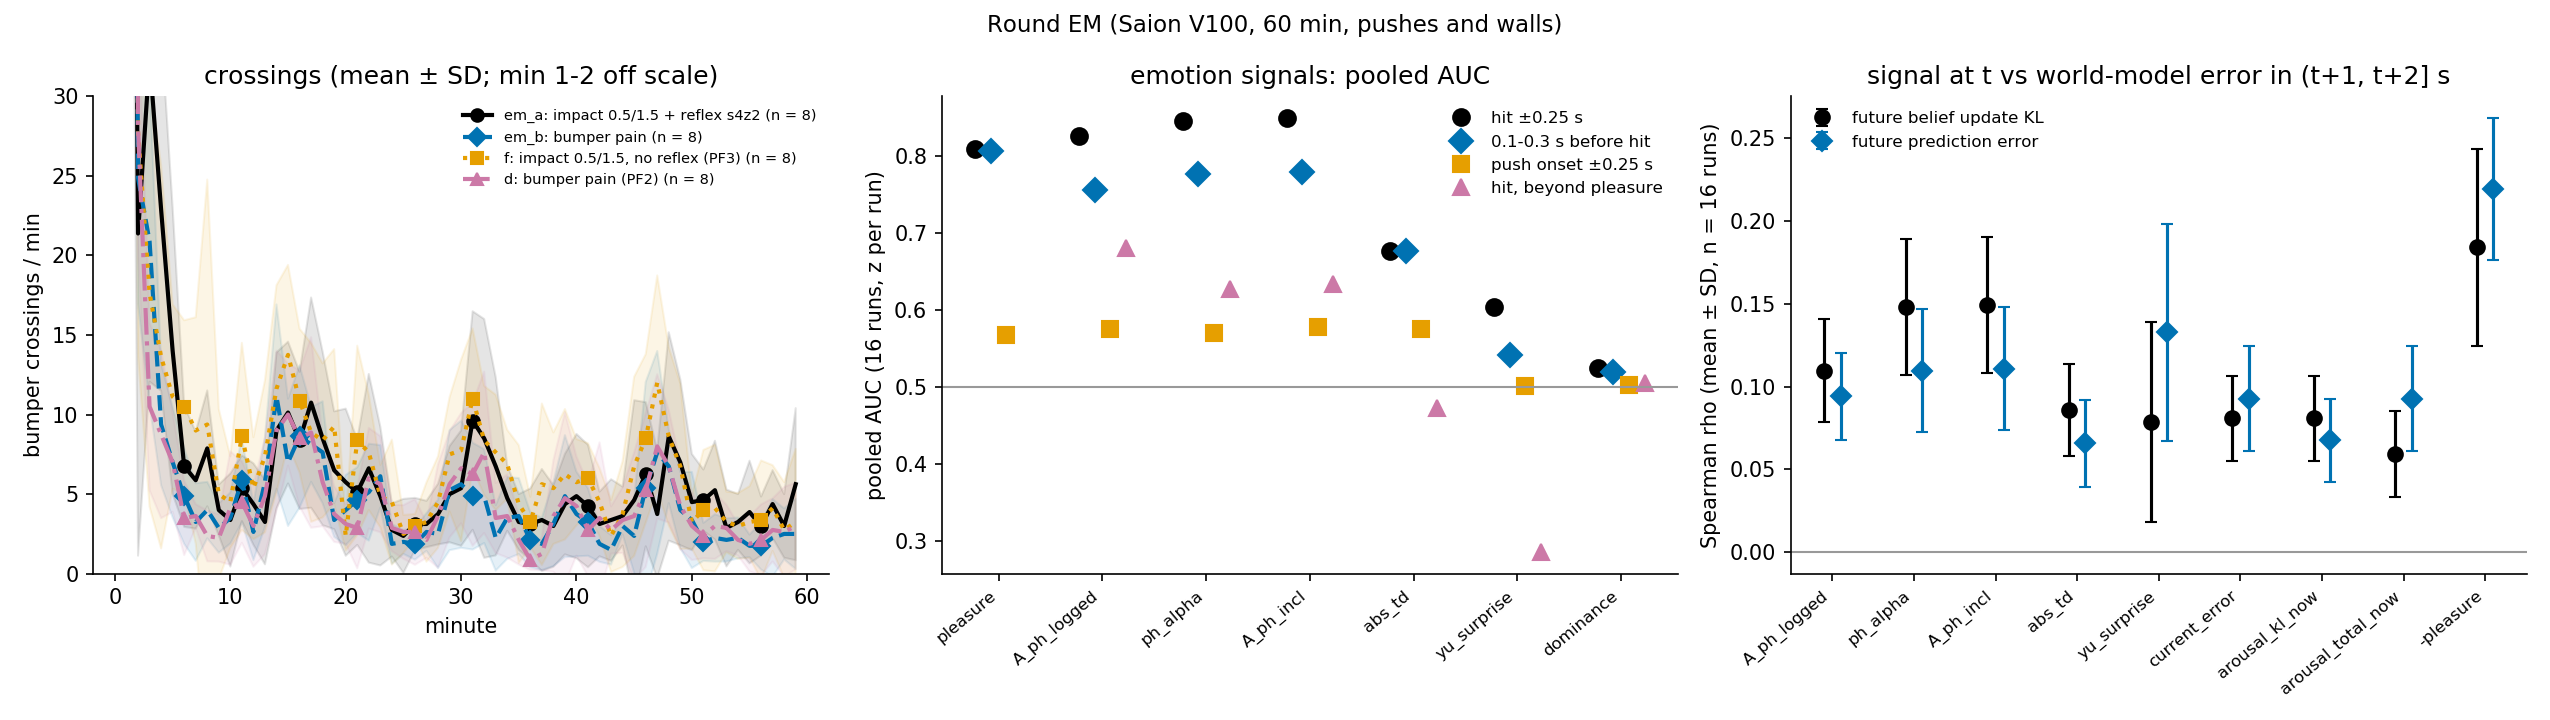 Round EM (Saion V100, 60 min, pushes and walls)
crossings (mean ± SD; min 1-2 off scale)
bumper crossings / min
30
25
20
15
10
5
0
em_a: impact 0.5/1.5 + reflex s4z2 (n = 8)
em_b: bumper pain (n = 8)
f: impact 0.5/1.5, no reflex (PF3) (n = 8)
d: bumper pain (PF2) (n = 8)
0 10 20 30 40 50 60
minute
emotion signals: pooled AUC
pooled AUC (16 runs, z per run)
0.8
0.7
0.6
0.5
0.4
0.3
hit ±0.25 s
0.1-0.3 s before hit
push onset ±0.25 s
hit, beyond pleasure
pleasure
A_ph_logged
ph_alpha
A_ph_incl
abs_td
yu_surprise
dominance
signal at t vs world-model error in (t+1, t+2] s
Spearman rho (mean ± SD, n = 16 runs)
0.25
0.20
0.15
0.10
0.05
0.00
future belief update KL
future prediction error
A_ph_logged
ph_alpha
A_ph_incl
abs_td
yu_surprise
current_error
arousal_kl_now
arousal_total_now
-pleasure